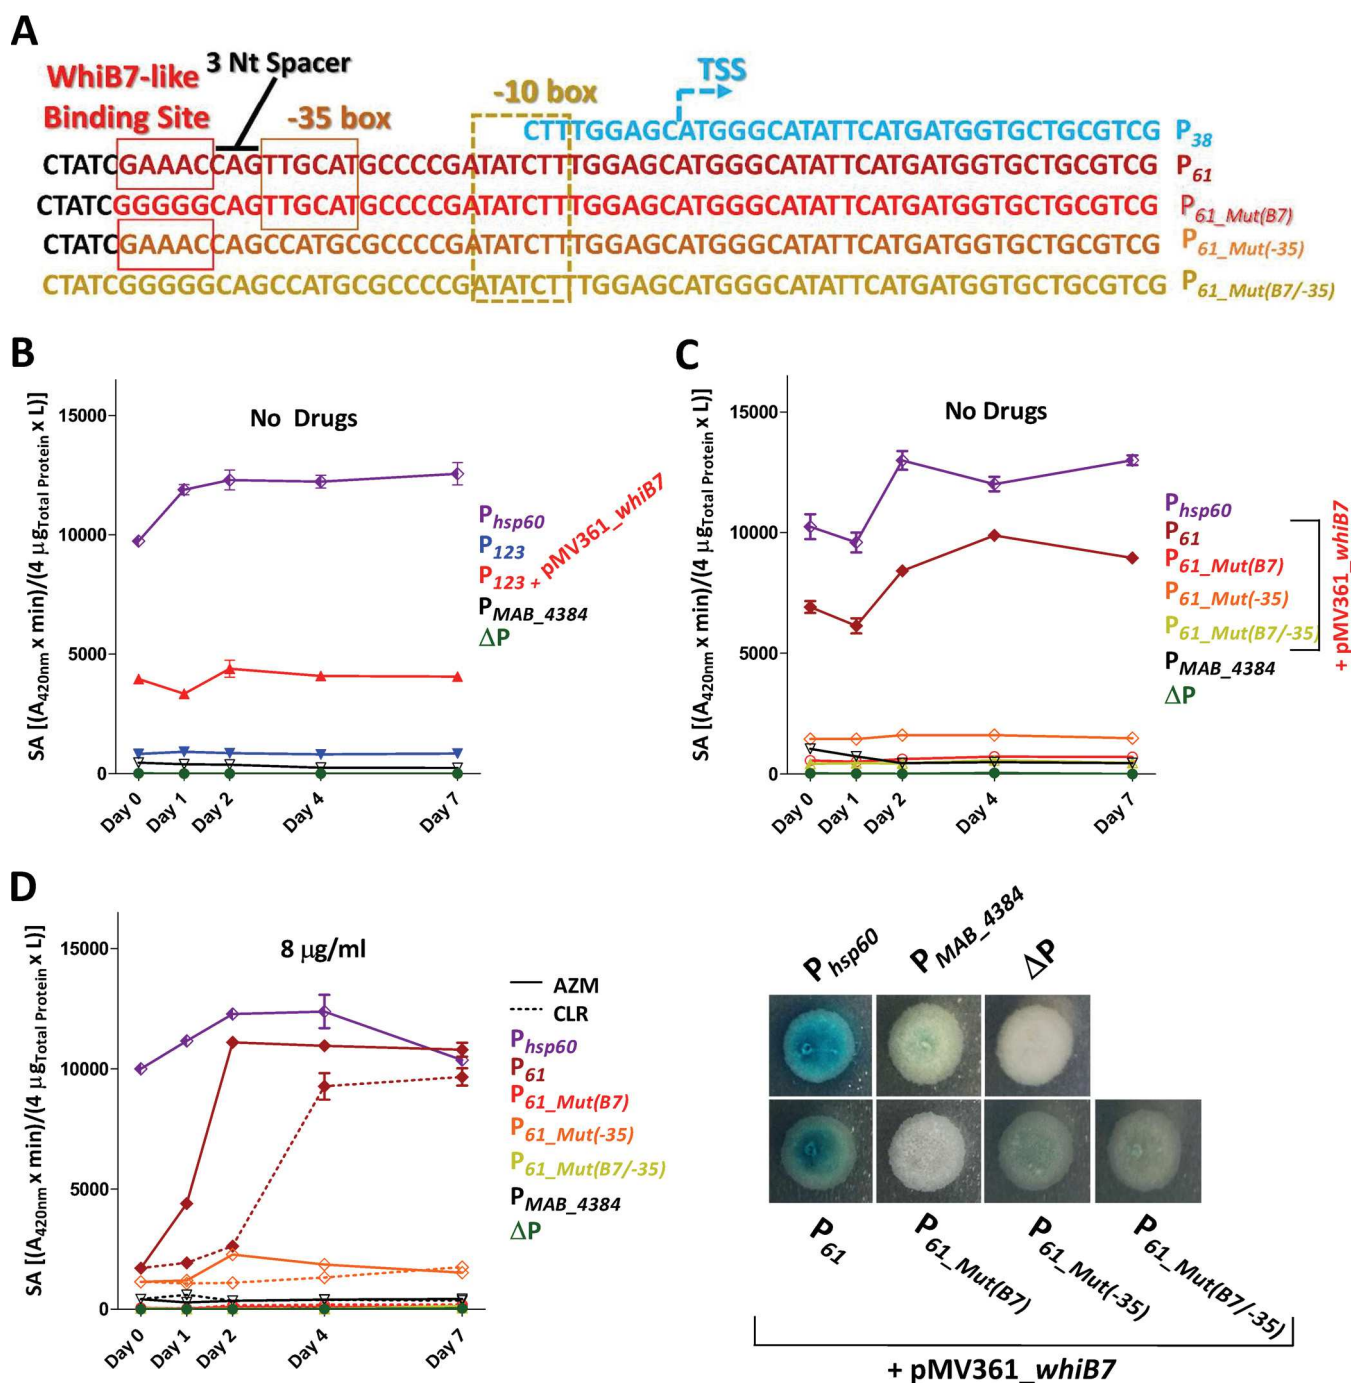 A
WhiB7-like
Binding Site
3 Nt Spacer
-35 box
-10 box
TSS
CTTTGGAGCATGGGCATATTCATGATGGTGCTGCGTCG P38
CTATCGAAACCAGTTGCATGCCCCGATATCTTTGGAGCATGGGCATATTCATGATGGTGCTGCGTCG P61
CTATCGGGGGCAGTTGCATGCCCCGATATCTTTGGAGCATGGGCATATTCATGATGGTGCTGCGTCG P61_Mut(B7)
CTATCGAAACCAGCCATGCGCCCCGATATCTTTGGAGCATGGGCATATTCATGATGGTGCTGCGTCG P61_Mut(-35)
CTATCGGGGGCAGCCATGCGCCCCGATATCTTTGGAGCATGGGCATATTCATGATGGTGCTGCGTCG P61_Mut(B7/-35)
B
No Drugs
SA [(A420nm x min)/(4 µgTotal Protein x L)]
15000
10000
5000
0
Day 0
Day 1
Day 2
Day 4
Day 7
Phsp60
P123
P123 + pMV361_whiB7
PMAB_4384
ΔP
C
No Drugs
SA [(A420nm x min)/(4 µgTotal Protein x L)]
15000
10000
5000
0
Day 0
Day 1
Day 2
Day 4
Day 7
Phsp60
P61
P61_Mut(B7)
P61_Mut(-35)
P61_Mut(B7/-35)
PMAB_4384
ΔP
+ pMV361_whiB7
D
8 µg/ml
SA [(A420nm x min)/(4 µgTotal Protein x L)]
15000
10000
5000
0
Day 0
Day 1
Day 2
Day 4
Day 7
AZM
CLR
Phsp60
P61
P61_Mut(B7)
P61_Mut(-35)
P61_Mut(B7/-35)
PMAB_4384
ΔP
Phsp60
PMAB_4384
ΔP
P61
P61_Mut(B7)
P61_Mut(-35)
P61_Mut(B7/-35)
+ pMV361_whiB7